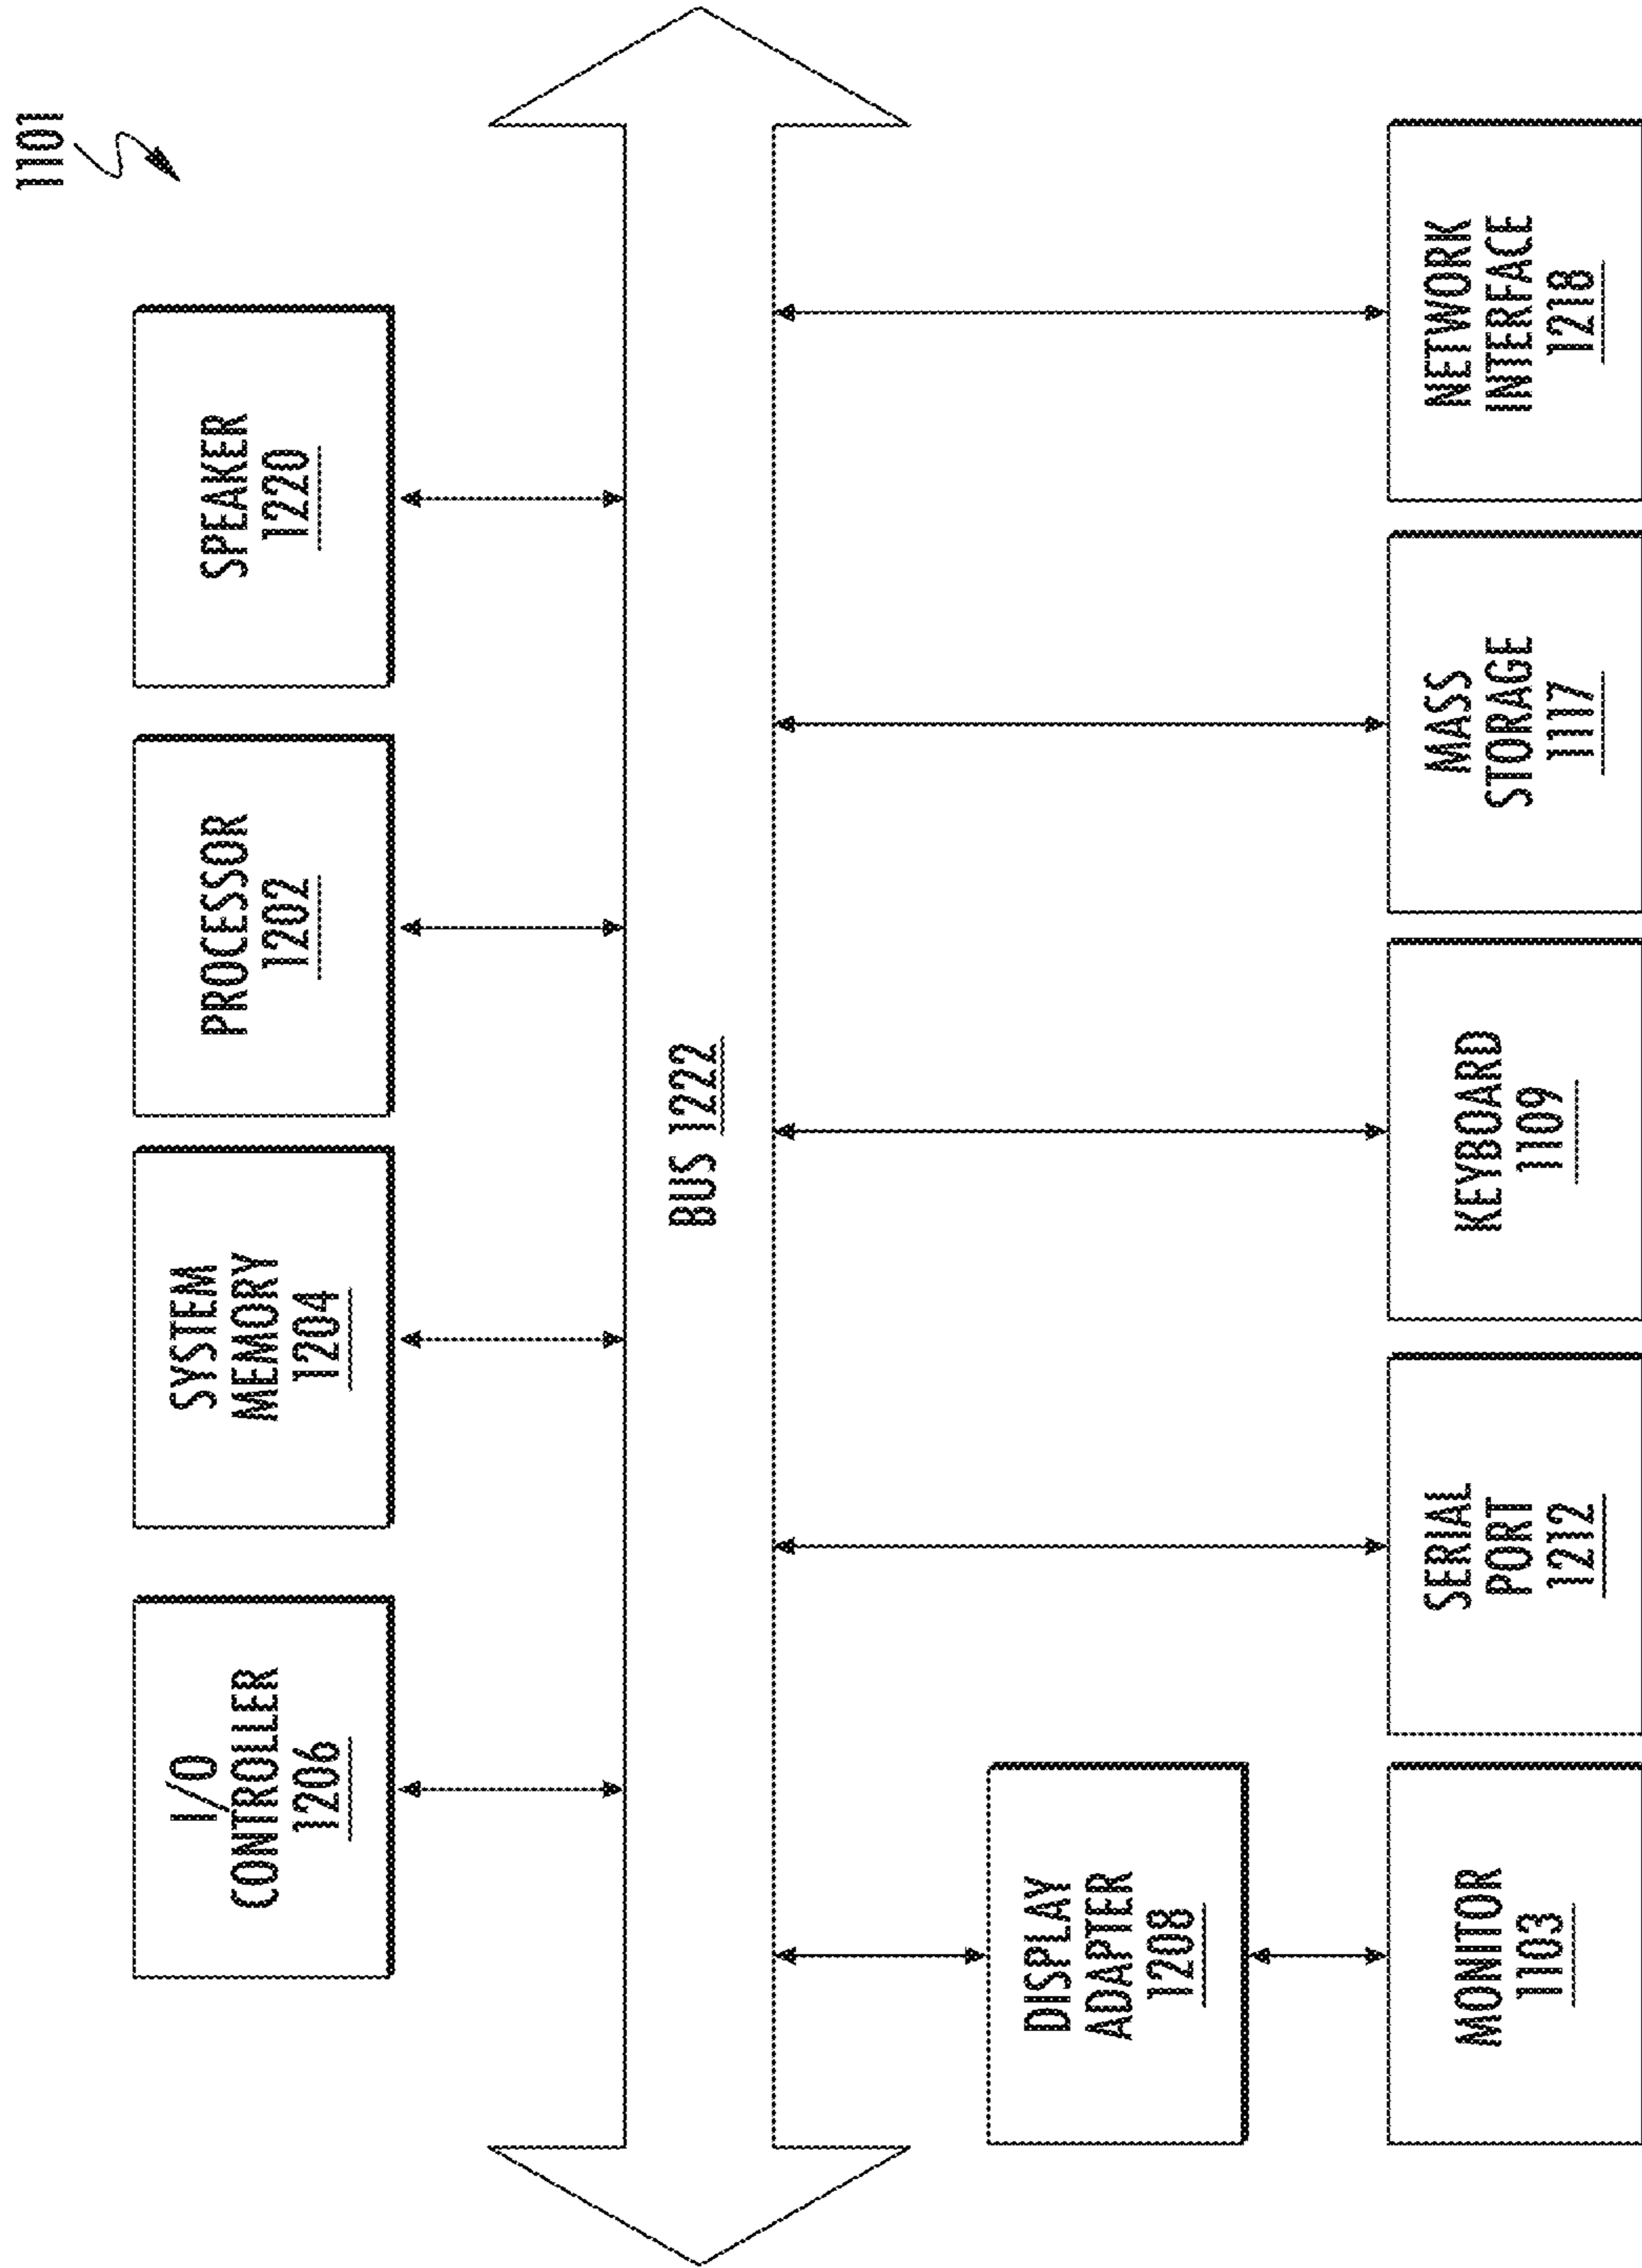 1101
I/O
CONTROLLER
1206
SYSTEM
MEMORY
1204
PROCESSOR
1202
SPEAKER
1220
BUS 1222
DISPLAY
ADAPTER
1208
MONITOR
1103
SERIAL
PORT
1212
KEYBOARD
1109
MASS
STORAGE
1117
NETWORK
INTERFACE
1218